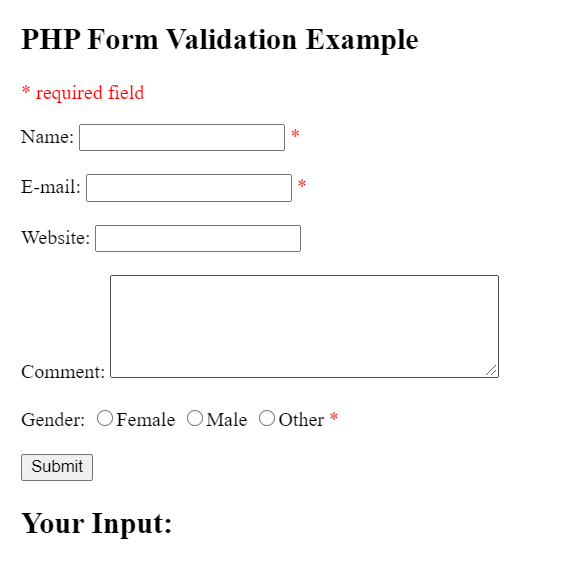 PHP Form Validation Example
* required field
Name: *
E-mail: *
Website:
Comment:
Gender: Female Male Other *
Submit
Your Input: